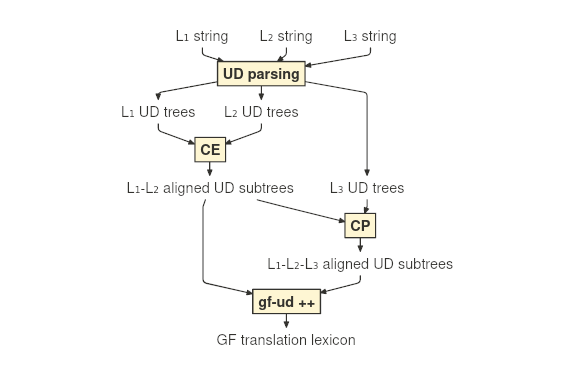 L₁ string L₂ string L₃ string
UD parsing
L₁ UD trees L₂ UD trees
CE
L₁-L₂ aligned UD subtrees L₃ UD trees
CP
L₁-L₂-L₃ aligned UD subtrees
gf-ud ++
GF translation lexicon